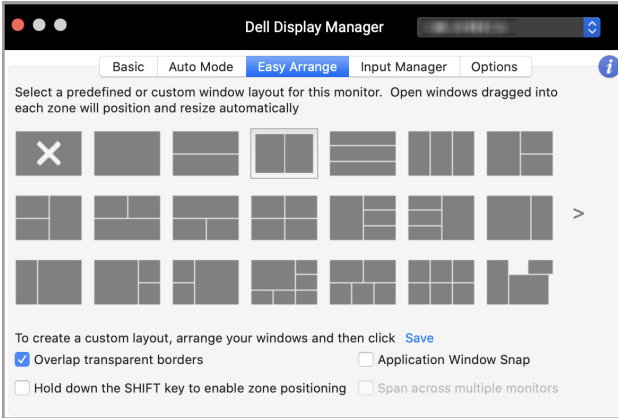 Dell Display Manager
Basic Auto Mode Easy Arrange Input Manager Options
Select a predefined or custom window layout for this monitor. Open windows dragged into
each zone will position and resize automatically
>
To create a custom layout, arrange your windows and then click Save
Overlap transparent borders Application Window Snap
Hold down the SHIFT key to enable zone positioning Span across multiple monitors